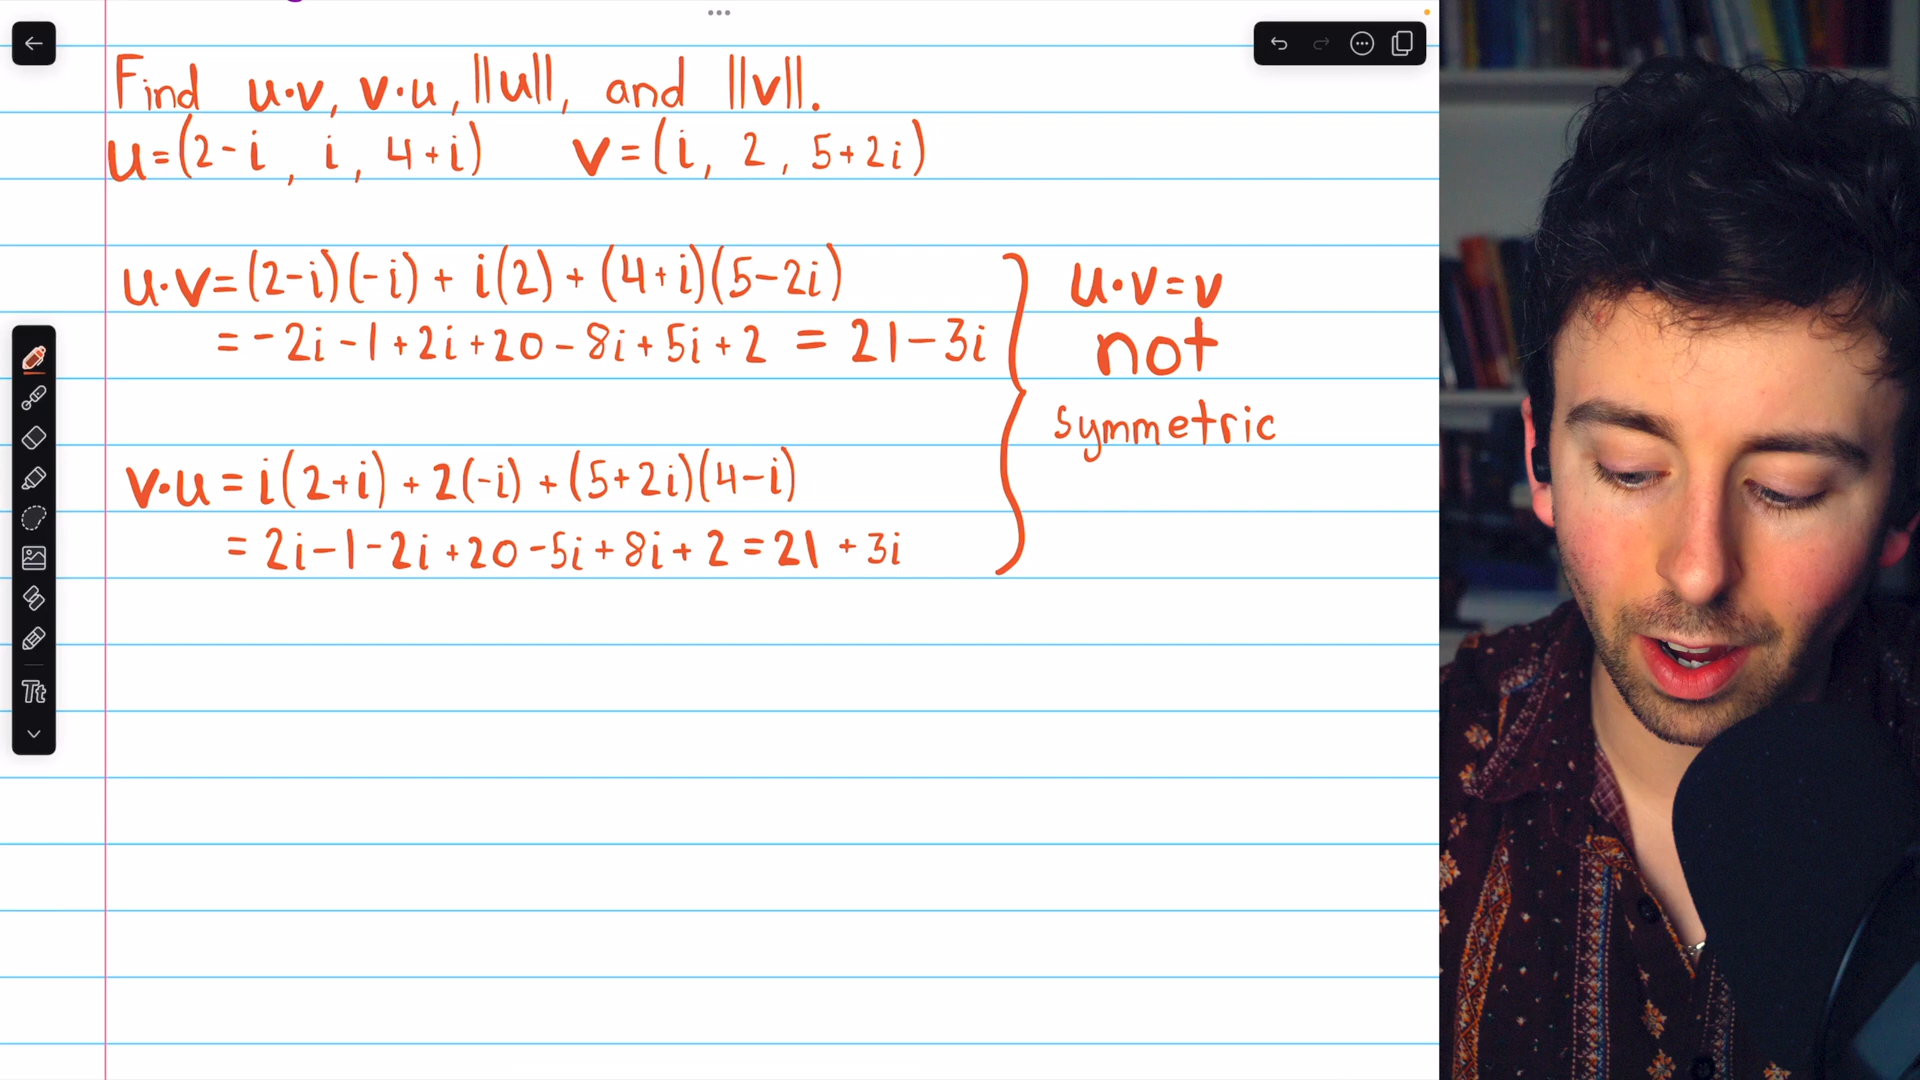 Find u·v, v·u, ||u||, and ||v||.
u=(2-i, i, 4+i) v=(i, 2, 5+2i)
u·v=(2-i)(-i)+i(2)+(4+i)(5-2i)
=-2i-1+2i+20-8i+5i+2=21-3i
v·u=i(2+i)+2(-i)+(5+2i)(4-i)
=2i-1-2i+20-5i+8i+2=21+3i
u·v=v
not
symmetric
Tt